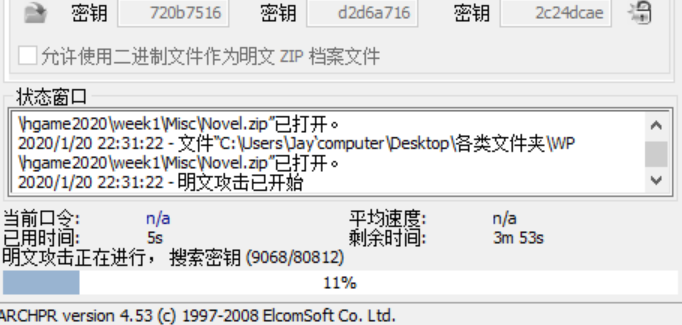 密钥 720b7516 密钥 d2d6a716 密钥 2c24dcae
允许使用二进制文件作为明文 ZIP 档案文件
状态窗口
\hgame2020\week1\Misc\Novel.zip”已打开。
2020/1/20 22:31:22 - 文件“C:\Users\Jay'computer\Desktop\各类文件夹\WP
\hgame2020\week1\Misc\Novel.zip”已打开。
2020/1/20 22:31:22 - 明文攻击已开始
当前口令: n/a 平均速度: n/a
已用时间: 5s 剩余时间: 3m 53s
明文攻击正在进行， 搜索密钥 (9068/80812)
11%
ARCHPR version 4.53 (c) 1997-2008 ElcomSoft Co. Ltd.